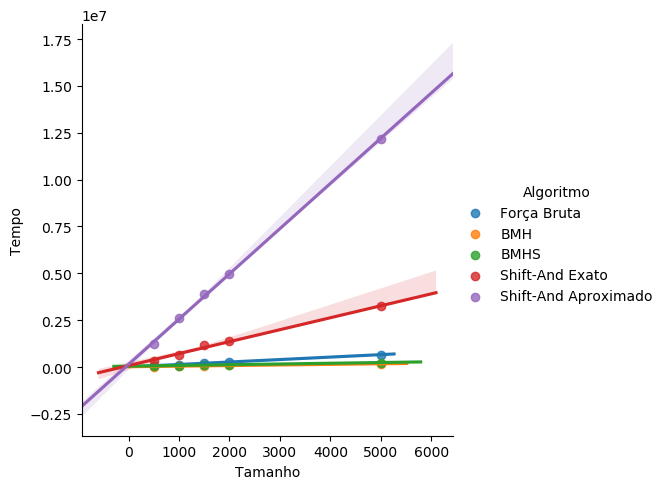 1e7
1.75
1.50
1.25
1.00
0.75
0.50
0.25
0.00
−0.25
Tempo
0
1000
2000
3000
4000
5000
6000
Tamanho
Algoritmo
Força Bruta
BMH
BMHS
Shift-And Exato
Shift-And Aproximado